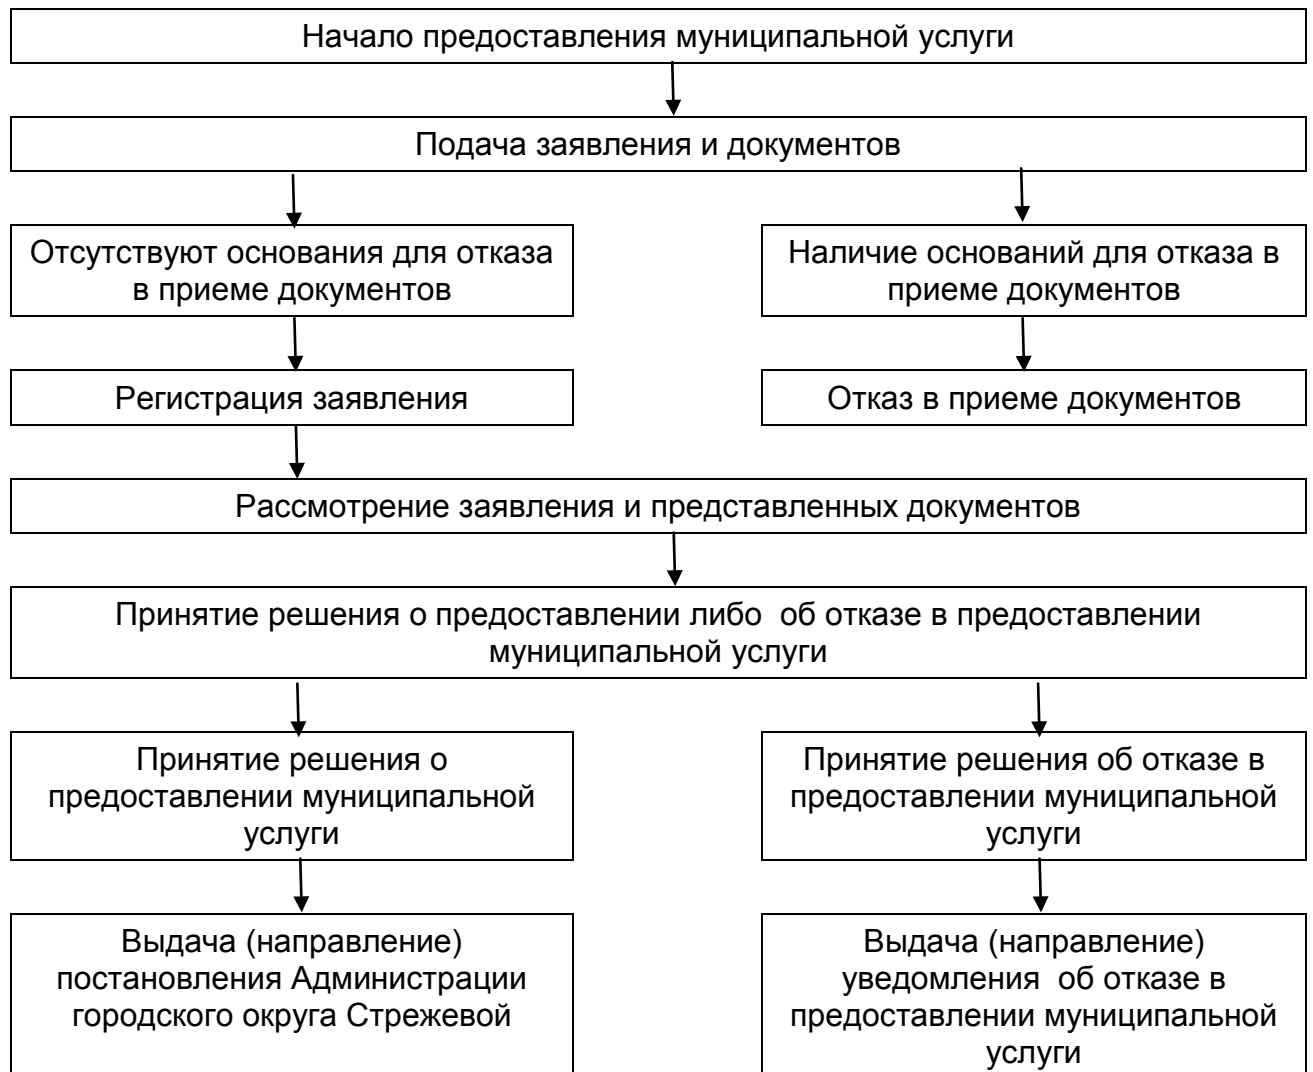 Начало предоставления муниципальной услуги
Подача заявления и документов
Отсутствуют основания для отказа
в приеме документов
Наличие оснований для отказа в
приеме документов
Регистрация заявления
Отказ в приеме документов
Рассмотрение заявления и представленных документов
Принятие решения о предоставлении либо  об отказе в предоставлении
муниципальной услуги
Принятие решения о
предоставлении муниципальной
услуги
Принятие решения об отказе в
предоставлении муниципальной
услуги
Выдача (направление)
постановления Администрации
городского округа Стрежевой
Выдача (направление)
уведомления  об отказе в
предоставлении муниципальной
услуги